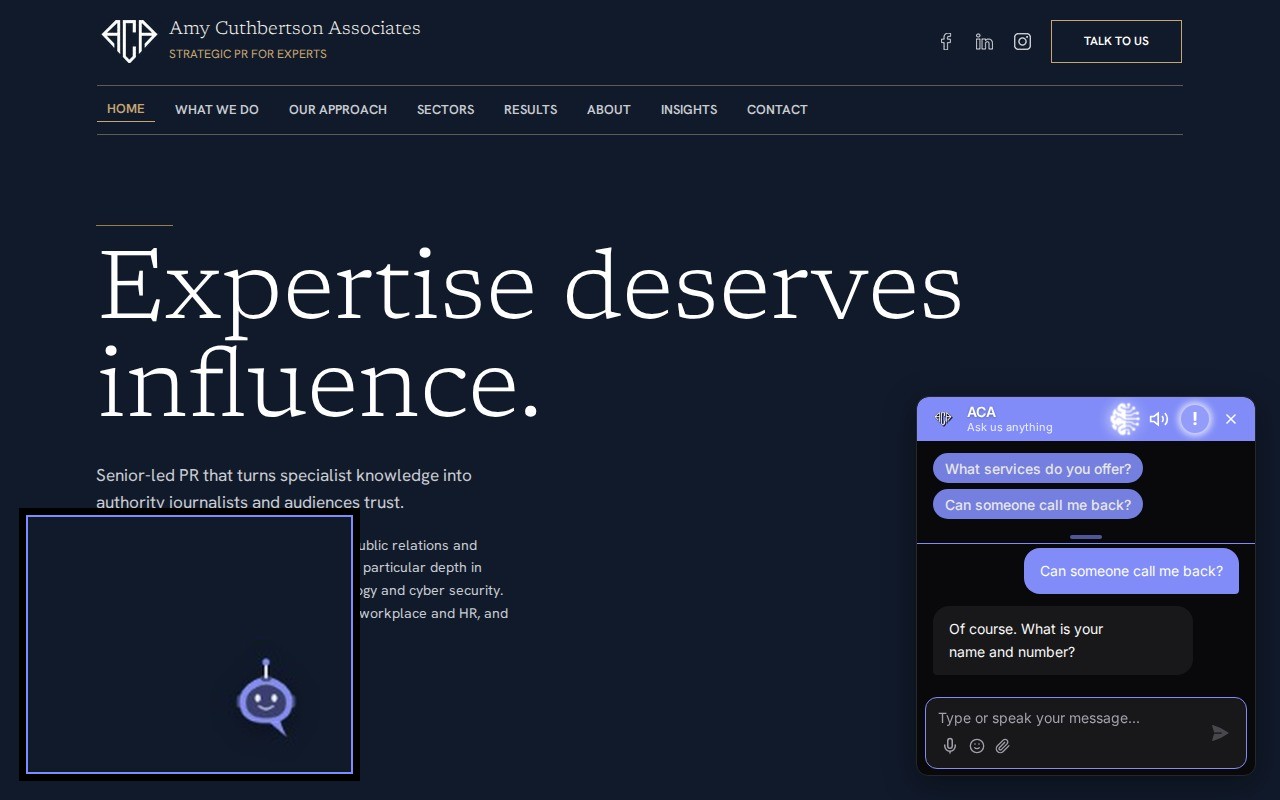 Amy Cuthbertson Associates
STRATEGIC PR FOR EXPERTS
TALK TO US
HOME WHAT WE DO OUR APPROACH SECTORS RESULTS ABOUT INSIGHTS CONTACT
Expertise deserves
influence.
Senior-led PR that turns specialist knowledge into
authority journalists and audiences trust.
ublic relations and
particular depth in
ogy and cyber security.
workplace and HR, and
ACA
Ask us anything
!
What services do you offer?
Can someone call me back?
Can someone call me back?
Of course. What is your
name and number?
Type or speak your message...